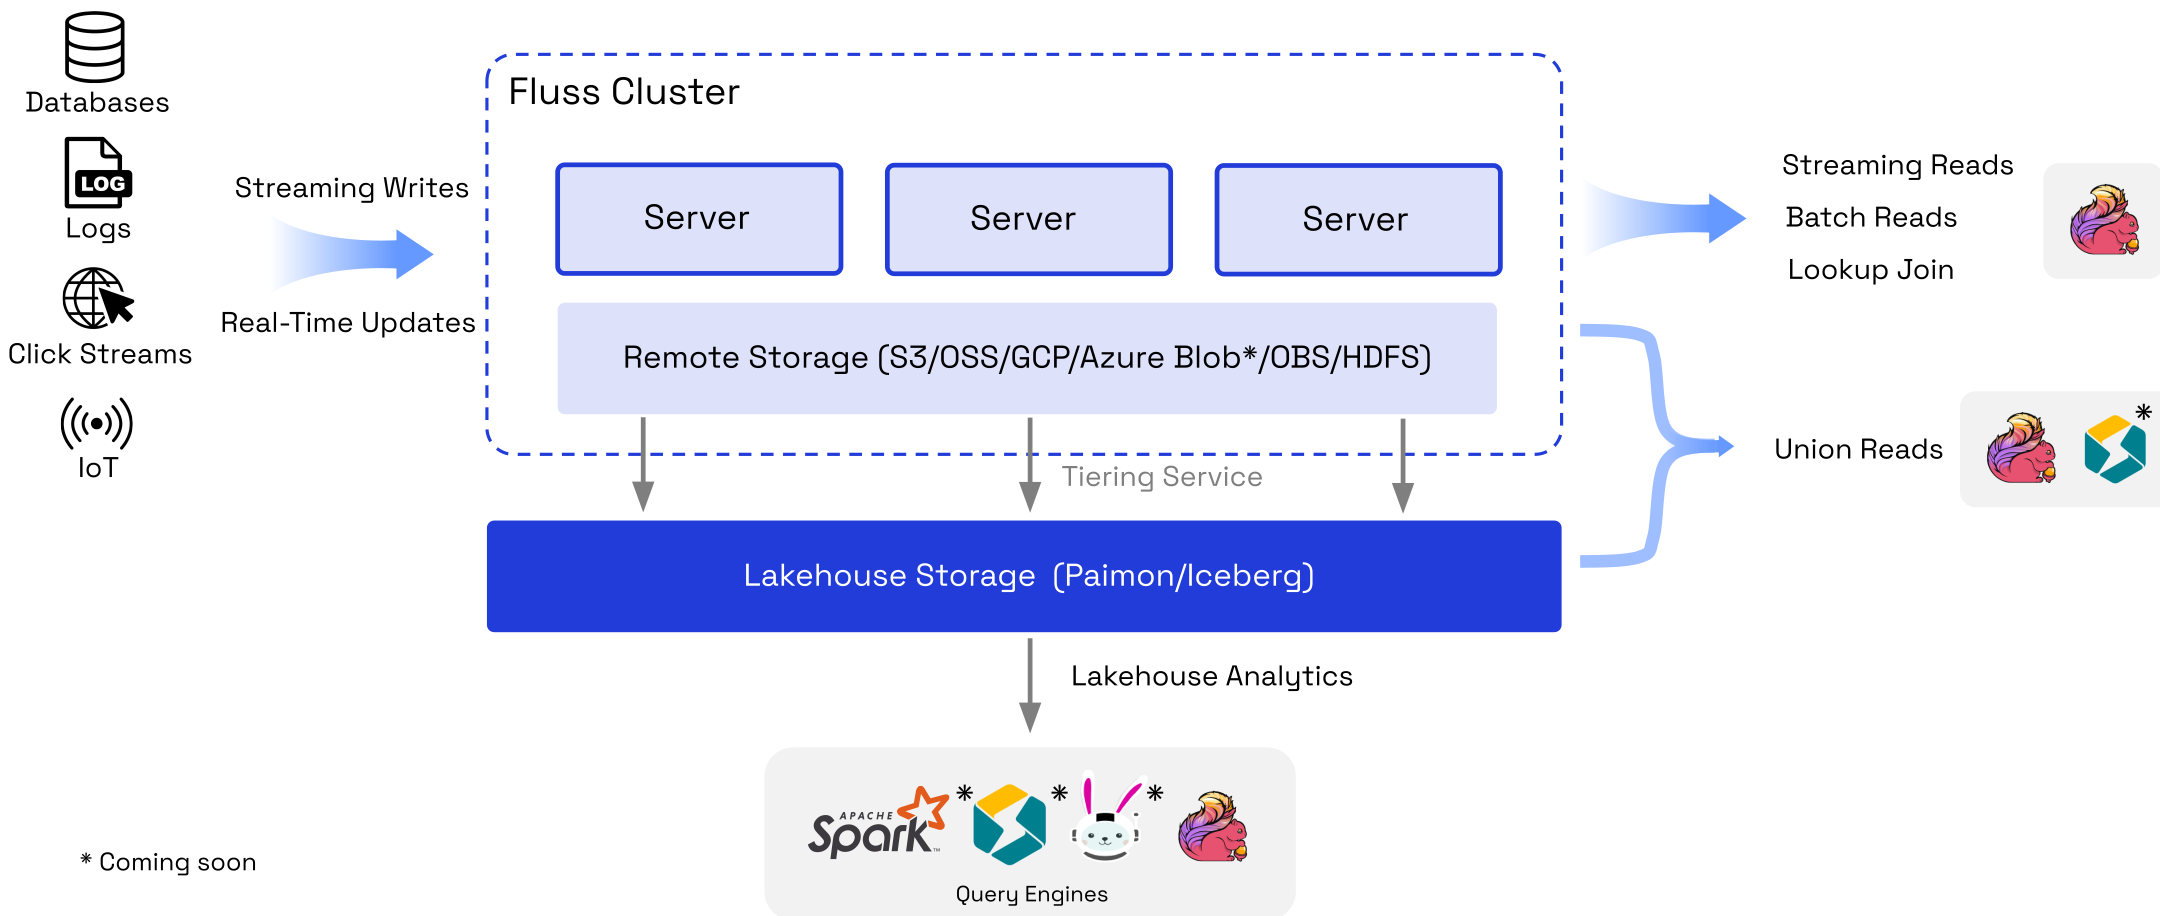 Databases
LOG
Logs
Click Streams
IoT
Streaming Writes
Real-Time Updates
Fluss Cluster
Server
Server
Server
Remote Storage (S3/OSS/GCP/Azure Blob*/OBS/HDFS)
Tiering Service
Lakehouse Storage (Paimon/Iceberg)
Lakehouse Analytics
Streaming Reads
Batch Reads
Lookup Join
Union Reads
*
APACHE
Spark™
*
*
*
Query Engines
* Coming soon